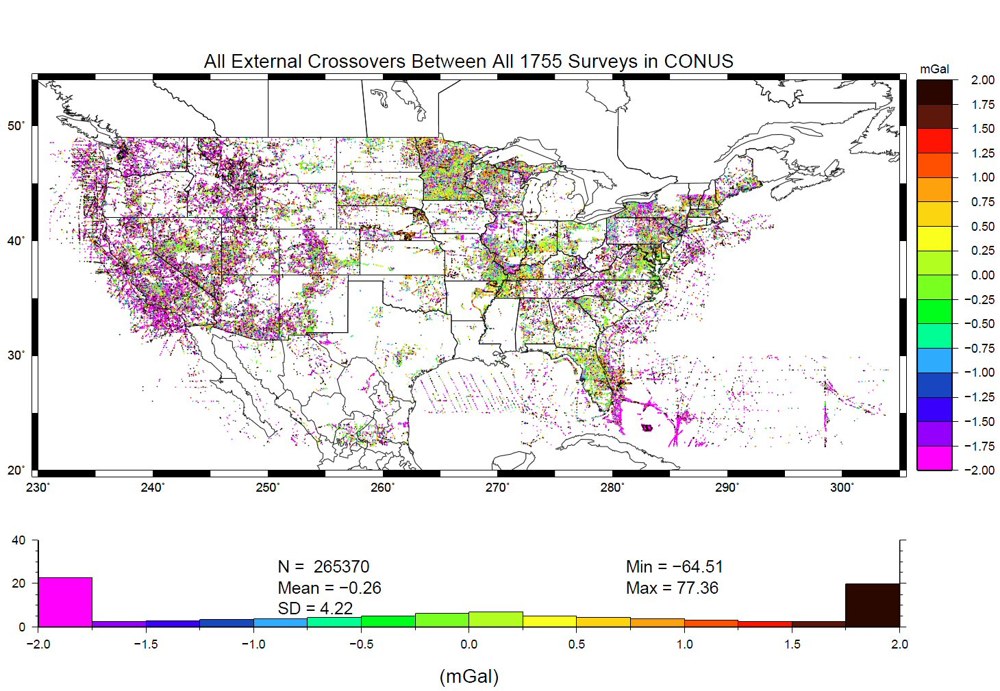 All External Crossovers Between All 1755 Surveys in CONUS
mGal
2.00
1.75
1.50
1.25
1.00
0.75
0.50
0.25
0.00
−0.25
−0.50
−0.75
−1.00
−1.25
−1.50
−1.75
−2.00
50°
40°
30°
20°
230° 240° 250° 260° 270° 280° 290° 300°
40
20
0
N = 265370
Mean = −0.26
SD = 4.22
Min = −64.51
Max = 77.36
−2.0 −1.5 −1.0 −0.5 0.0 0.5 1.0 1.5 2.0
(mGal)